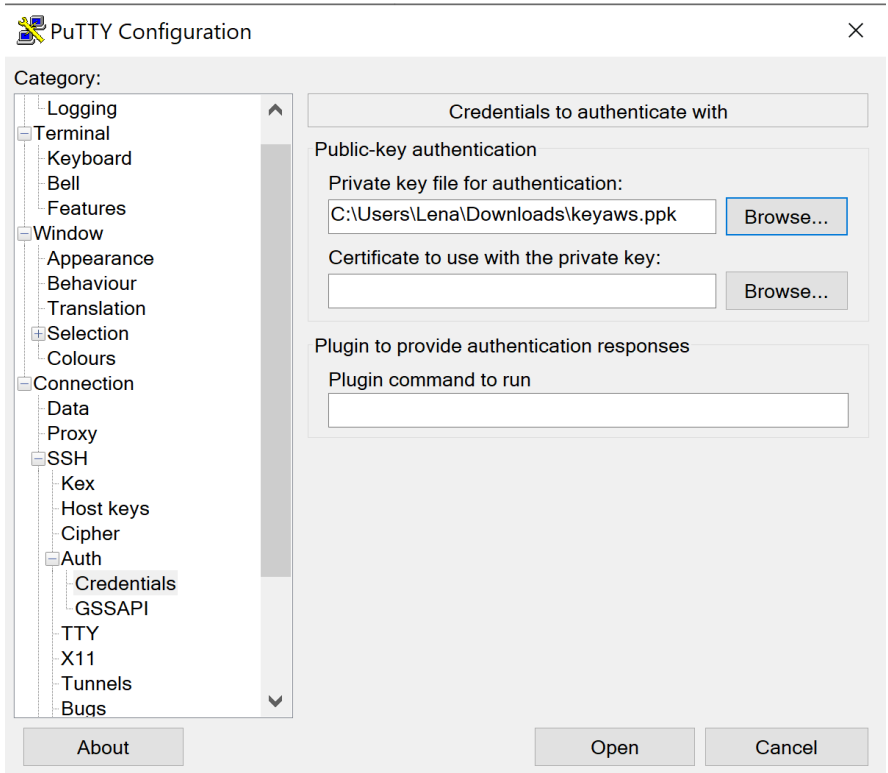 PuTTY Configuration
Category:
Logging
Terminal
Keyboard
Bell
Features
Window
Appearance
Behaviour
Translation
Selection
Colours
Connection
Data
Proxy
SSH
Kex
Host keys
Cipher
Auth
Credentials
GSSAPI
TTY
X11
Tunnels
Bugs
Credentials to authenticate with
Public-key authentication
Private key file for authentication:
C:\Users\Lena\Downloads\keyaws.ppk Browse...
Certificate to use with the private key:
Browse...
Plugin to provide authentication responses
Plugin command to run
About Open Cancel